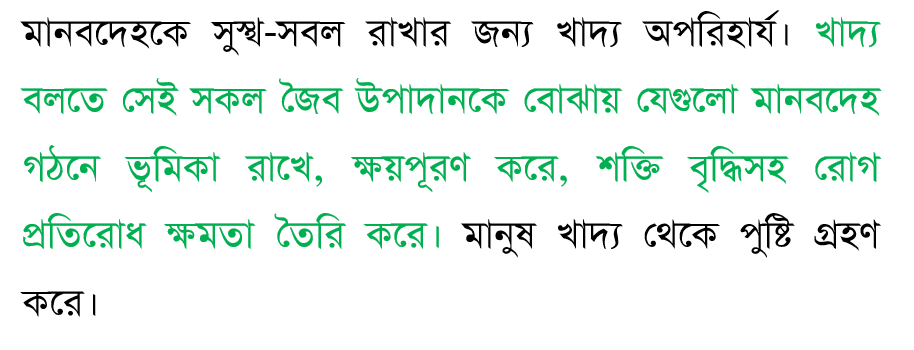 মানবদেহকে সুস্থ-সবল রাখার জন্য খাদ্য অপরিহার্য। খাদ্য
বলতে সেই সকল জৈব উপাদানকে বোঝায় যেগুলো মানবদেহ
গঠনে ভূমিকা রাখে, ক্ষয়পূরণ করে, শক্তি বৃদ্ধিসহ রোগ
প্রতিরোধ ক্ষমতা তৈরি করে। মানুষ খাদ্য থেকে পুষ্টি গ্রহণ
করে।